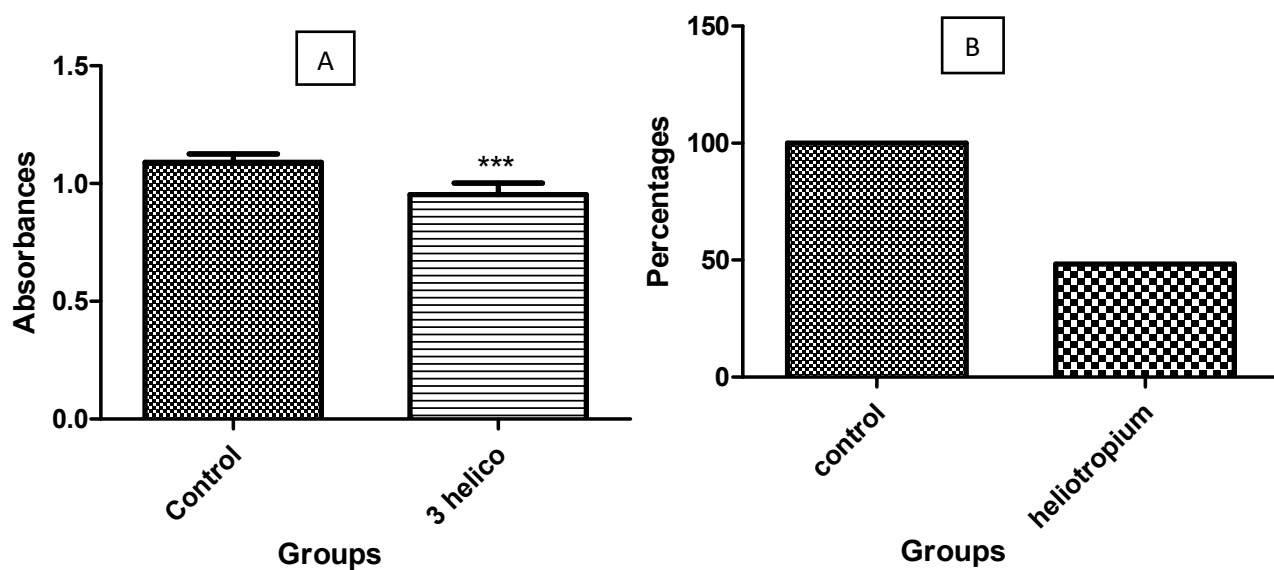 A
1.5
1.0
0.5
0.0
Absorbances
***
Control
3 helico
Groups
B
150
100
50
0
Percentages
control
heliotropium
Groups